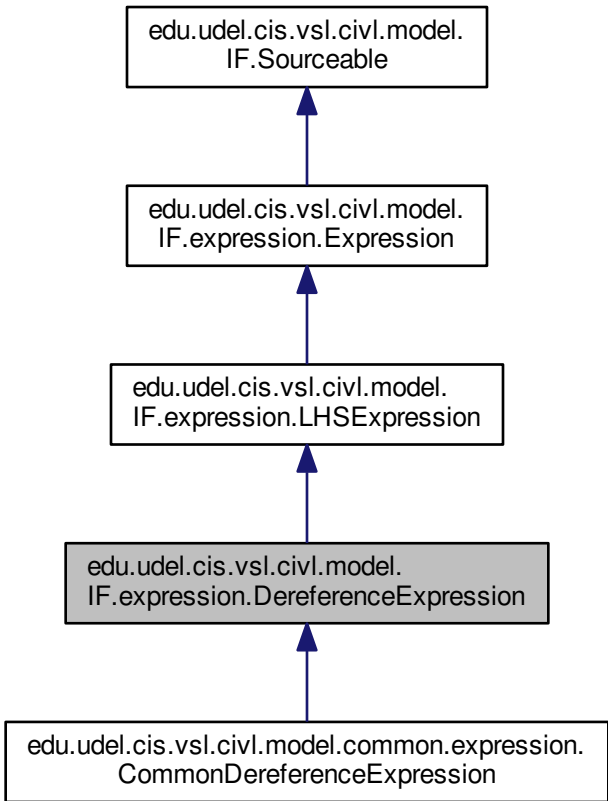 edu.udel.cis.vsl.civl.model.
IF.Sourceable
edu.udel.cis.vsl.civl.model.
IF.expression.Expression
edu.udel.cis.vsl.civl.model.
IF.expression.LHSExpression
edu.udel.cis.vsl.civl.model.
IF.expression.DereferenceExpression
edu.udel.cis.vsl.civl.model.common.expression.
CommonDereferenceExpression